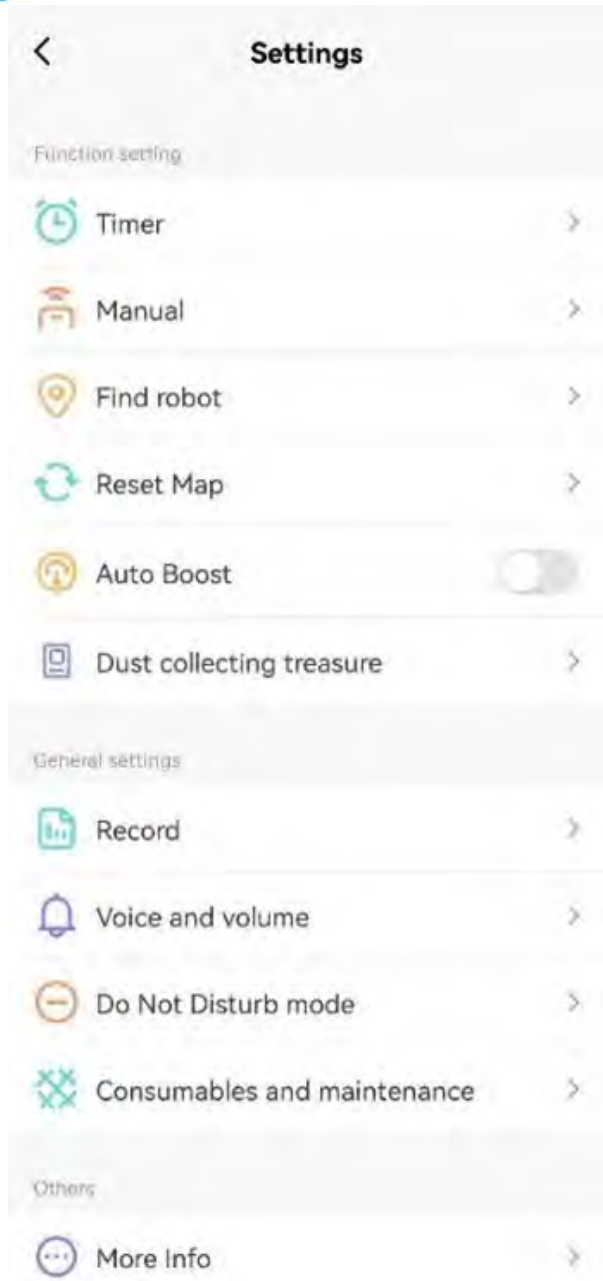 Settings
Function setting
Timer
Manual
Find robot
Reset Map
Auto Boost
Dust collecting treasure
General settings
Record
Voice and volume
Do Not Disturb mode
Consumables and maintenance
Others
More Info